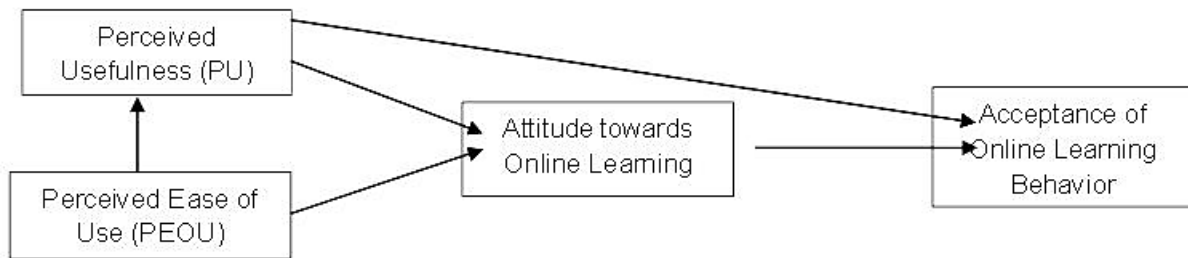 Perceived
Usefulness (PU)
Perceived Ease of
Use (PEOU)
Attitude towards
Online Learning
Acceptance of
Online Learning
Behavior